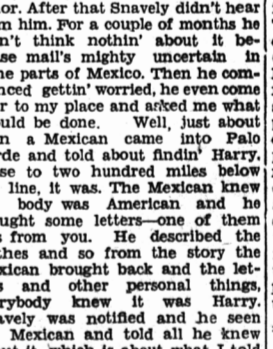 or. After that Snavely didn't hear
m him. For a couple of months he
n't think nothin' about it be-
se mail's mighty uncertain in
e parts of Mexico. Then he com-
nced gettin' worried, he even come
r to my place and asked me what
uld be done. Well, just about
n a Mexican came into Palo
rde and told about findin' Harry.
se to two hundred miles below
line, it was. The Mexican knew
body was American and he
ught some letters—one of them
s from you. He described the
thes and so from the story the
xican brought back and the let-
s and other personal things,
rybody knew it was Harry.
avely was notified and he seen
Mexican and told all he knew